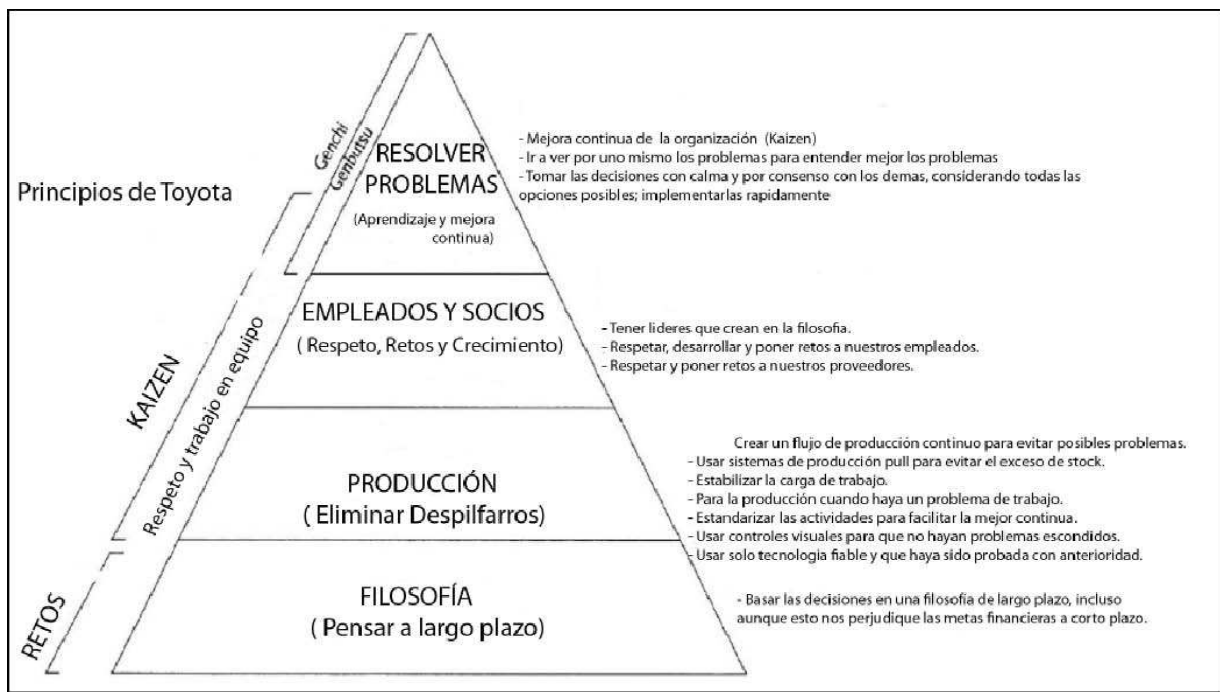 Principios de Toyota
Genchi
Genbutsu
RESOLVER
PROBLEMAS
(Aprendizaje y mejora
continua)
- Mejora continua de la organización (Kaizen)
- Ir a ver por uno mismo los problemas para entender mejor los problemas
- Tomar las decisiones con calma y por consenso con los demas, considerando todas las
opciones posibles; implementarlas rapidamente
KAIZEN
Respeto y trabajo en equipo
EMPLEADOS Y SOCIOS
( Respeto, Retos y Crecimiento)
- Tener lideres que crean en la filosofia.
- Respetar, desarrollar y poner retos a nuestros empleados.
- Respetar y poner retos a nuestros proveedores.
PRODUCCIÓN
( Eliminar Despilfarros)
Crear un flujo de producción continuo para evitar posibles problemas.
- Usar sistemas de producción pull para evitar el exceso de stock.
- Estabilizar la carga de trabajo.
- Para la producción cuando haya un problema de trabajo.
- Estandarizar las actividades para facilitar la mejor continua.
- Usar controles visuales para que no hayan problemas escondidos.
- Usar solo tecnologia fiable y que haya sido probada con anterioridad.
RETOS
FILOSOFÍA
( Pensar a largo plazo)
- Basar las decisiones en una filosofia de largo plazo, incluso
aunque esto nos perjudique las metas financieras a corto plazo.